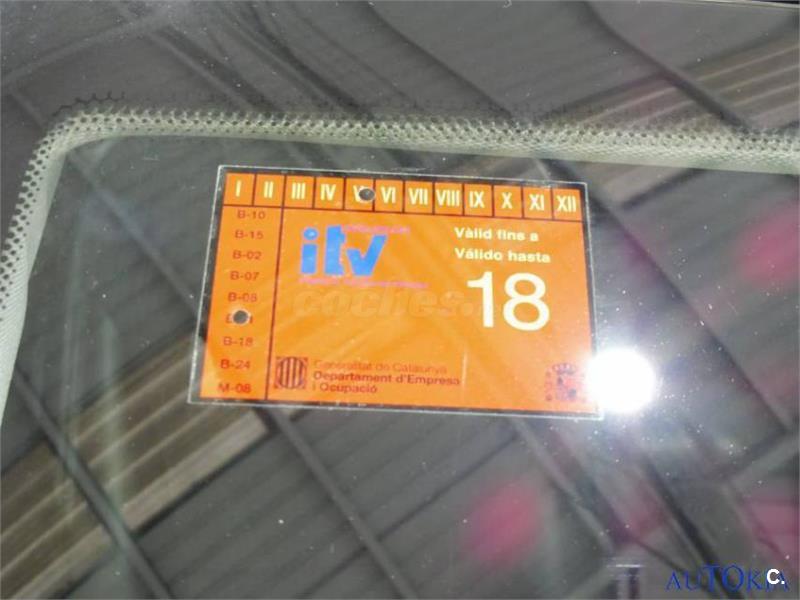 I II III IV V VI VII VIII IX X XI XII
B-10
B-15
B-02
B-07
B-08
B-18
B-24
M-08
itv
Vàlid fins a
Válido hasta
18
Generalitat de Catalunya
Departament d'Empresa
i Ocupació
coches.
AUTOKIA
C.